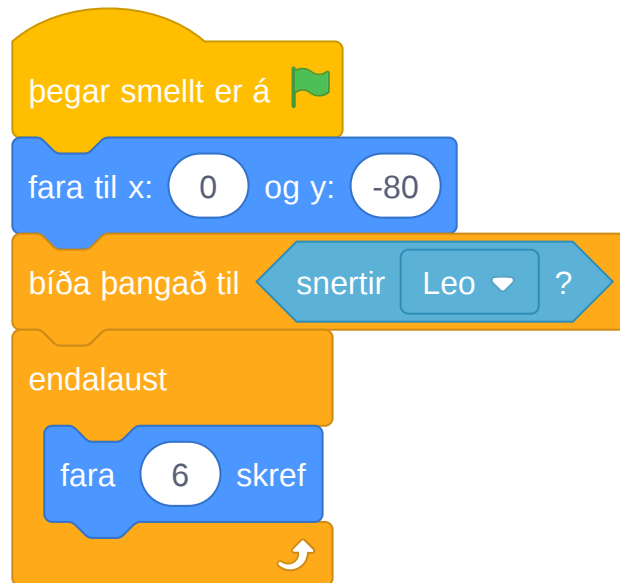 þegar smellt er á
fara til x: 0 og y: -80
bíða þangað til snertir Leo ?
endalaust
fara 6 skref